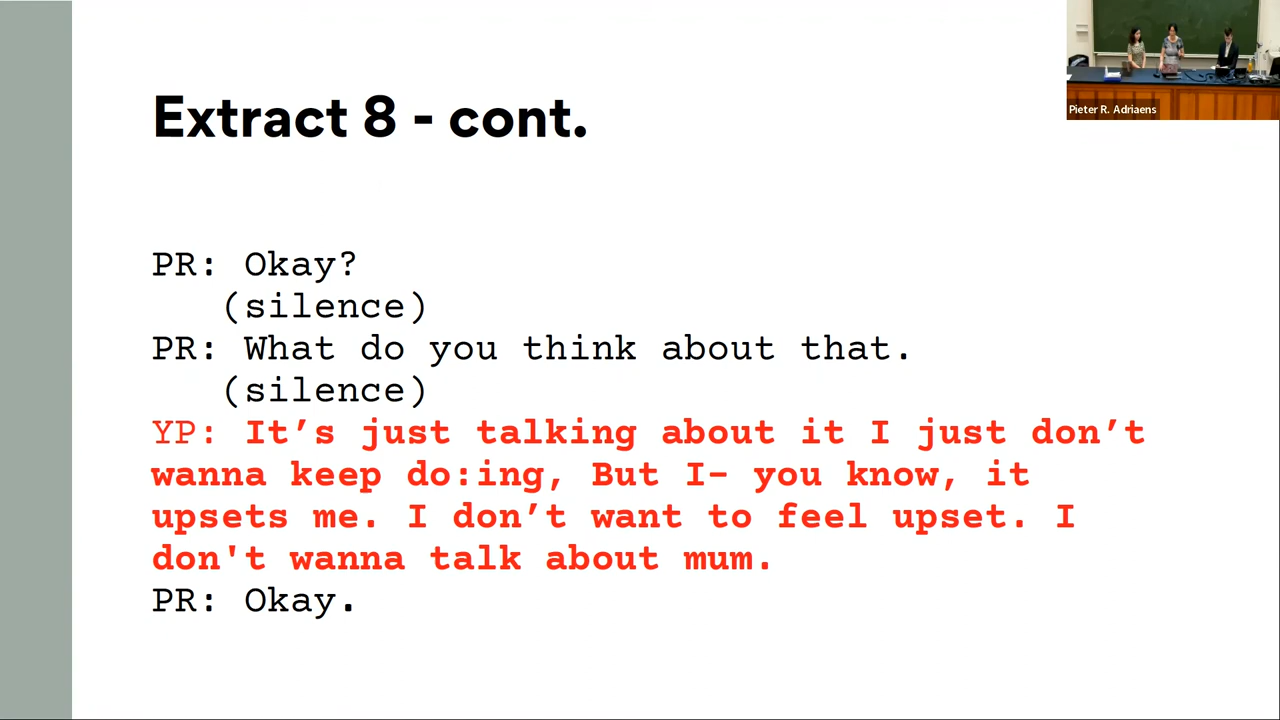 Extract 8 - cont.
Pieter R. Adriaens
PR: Okay?
(silence)
PR: What do you think about that.
(silence)
YP: It’s just talking about it I just don’t
wanna keep do:ing, But I- you know, it
upsets me. I don’t want to feel upset. I
don't wanna talk about mum.
PR: Okay.